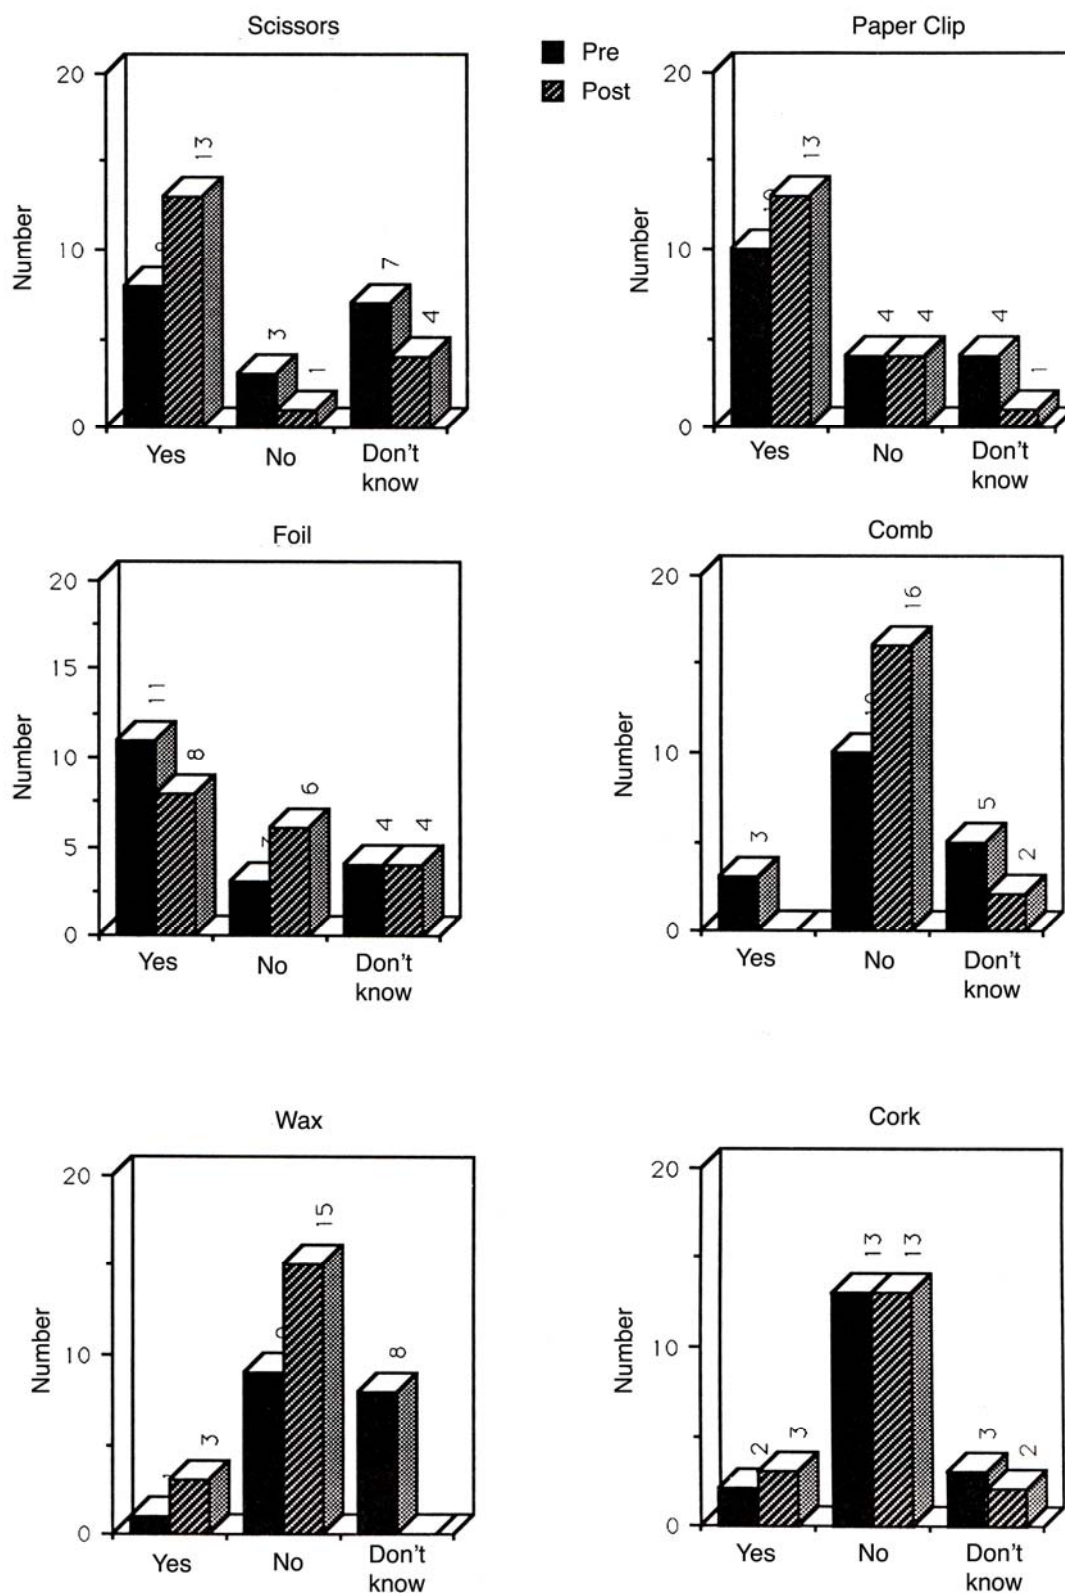 Scissors
Pre
Post
Paper Clip
20
10
0
Number
13
3
1
7
4
Yes
No
Don't
know
20
10
0
Number
13
4
4
4
1
Yes
No
Don't
know
Foil
20
15
10
5
0
Number
11
8
6
4
4
Yes
No
Don't
know
Comb
20
10
0
Number
3
16
5
2
Yes
No
Don't
know
Wax
20
10
0
Number
3
15
8
Yes
No
Don't
know
Cork
20
10
0
Number
2
3
13
13
3
2
Yes
No
Don't
know